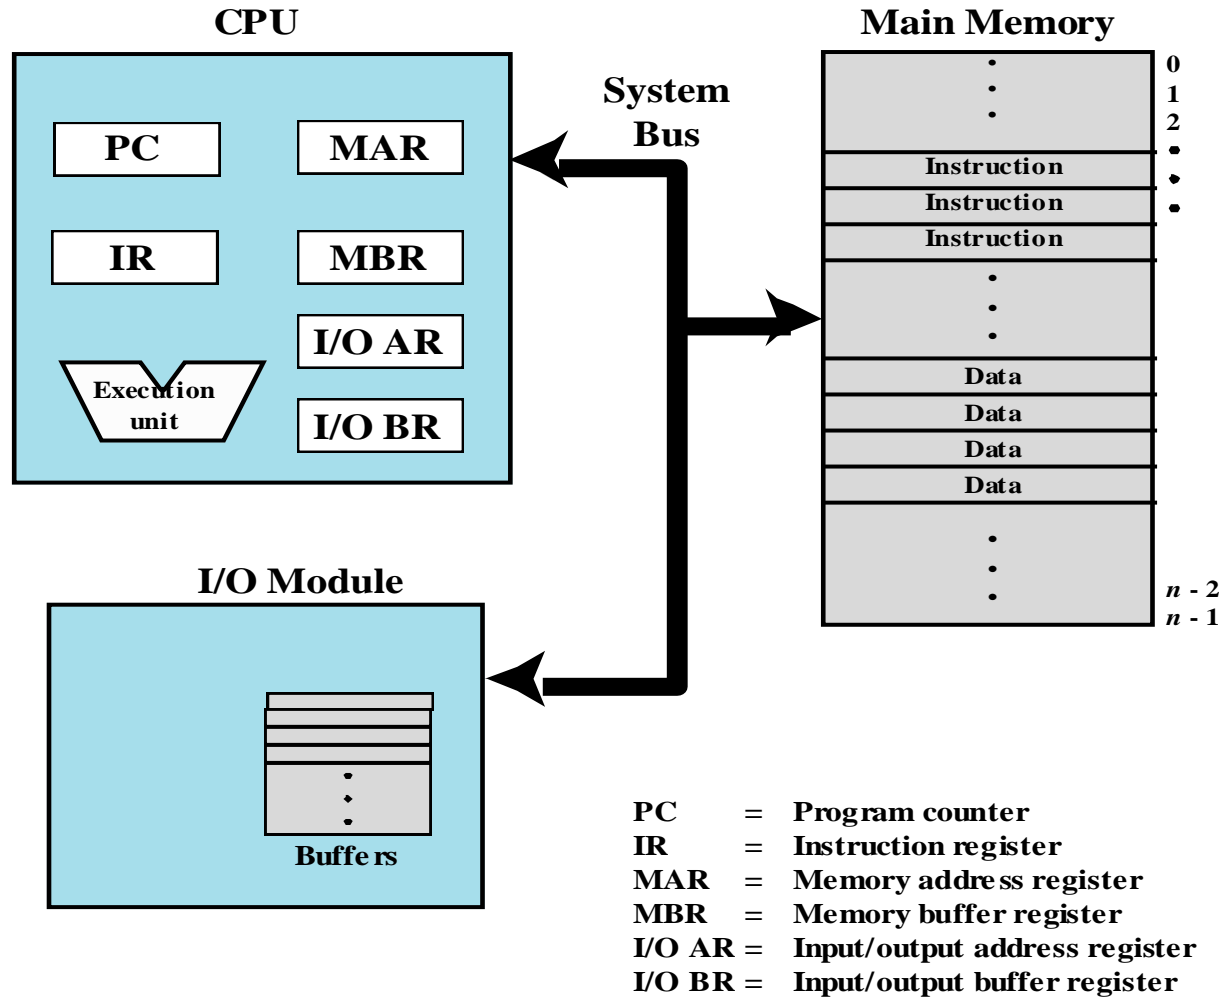 CPU
PC
MAR
IR
MBR
I/O AR
I/O BR
Execution
unit
System
Bus
Main Memory
0
1
2
Instruction
Instruction
Instruction
Data
Data
Data
Data
n - 2
n - 1
I/O Module
Buffers
PC = Program counter
IR = Instruction register
MAR = Memory address register
MBR = Memory buffer register
I/O AR = Input/output address register
I/O BR = Input/output buffer register